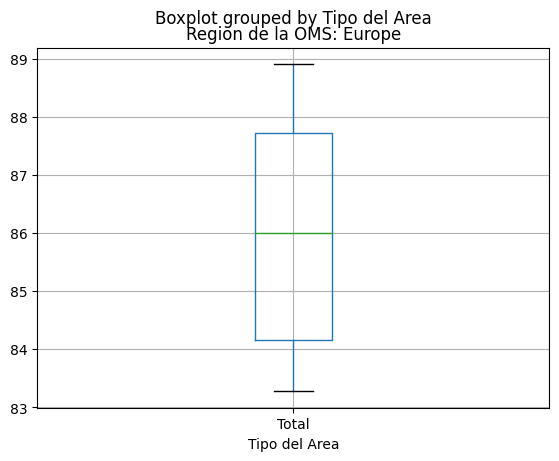 Boxplot grouped by Tipo del Area
Region de la OMS: Europe
89
88
87
86
85
84
83
Total
Tipo del Area